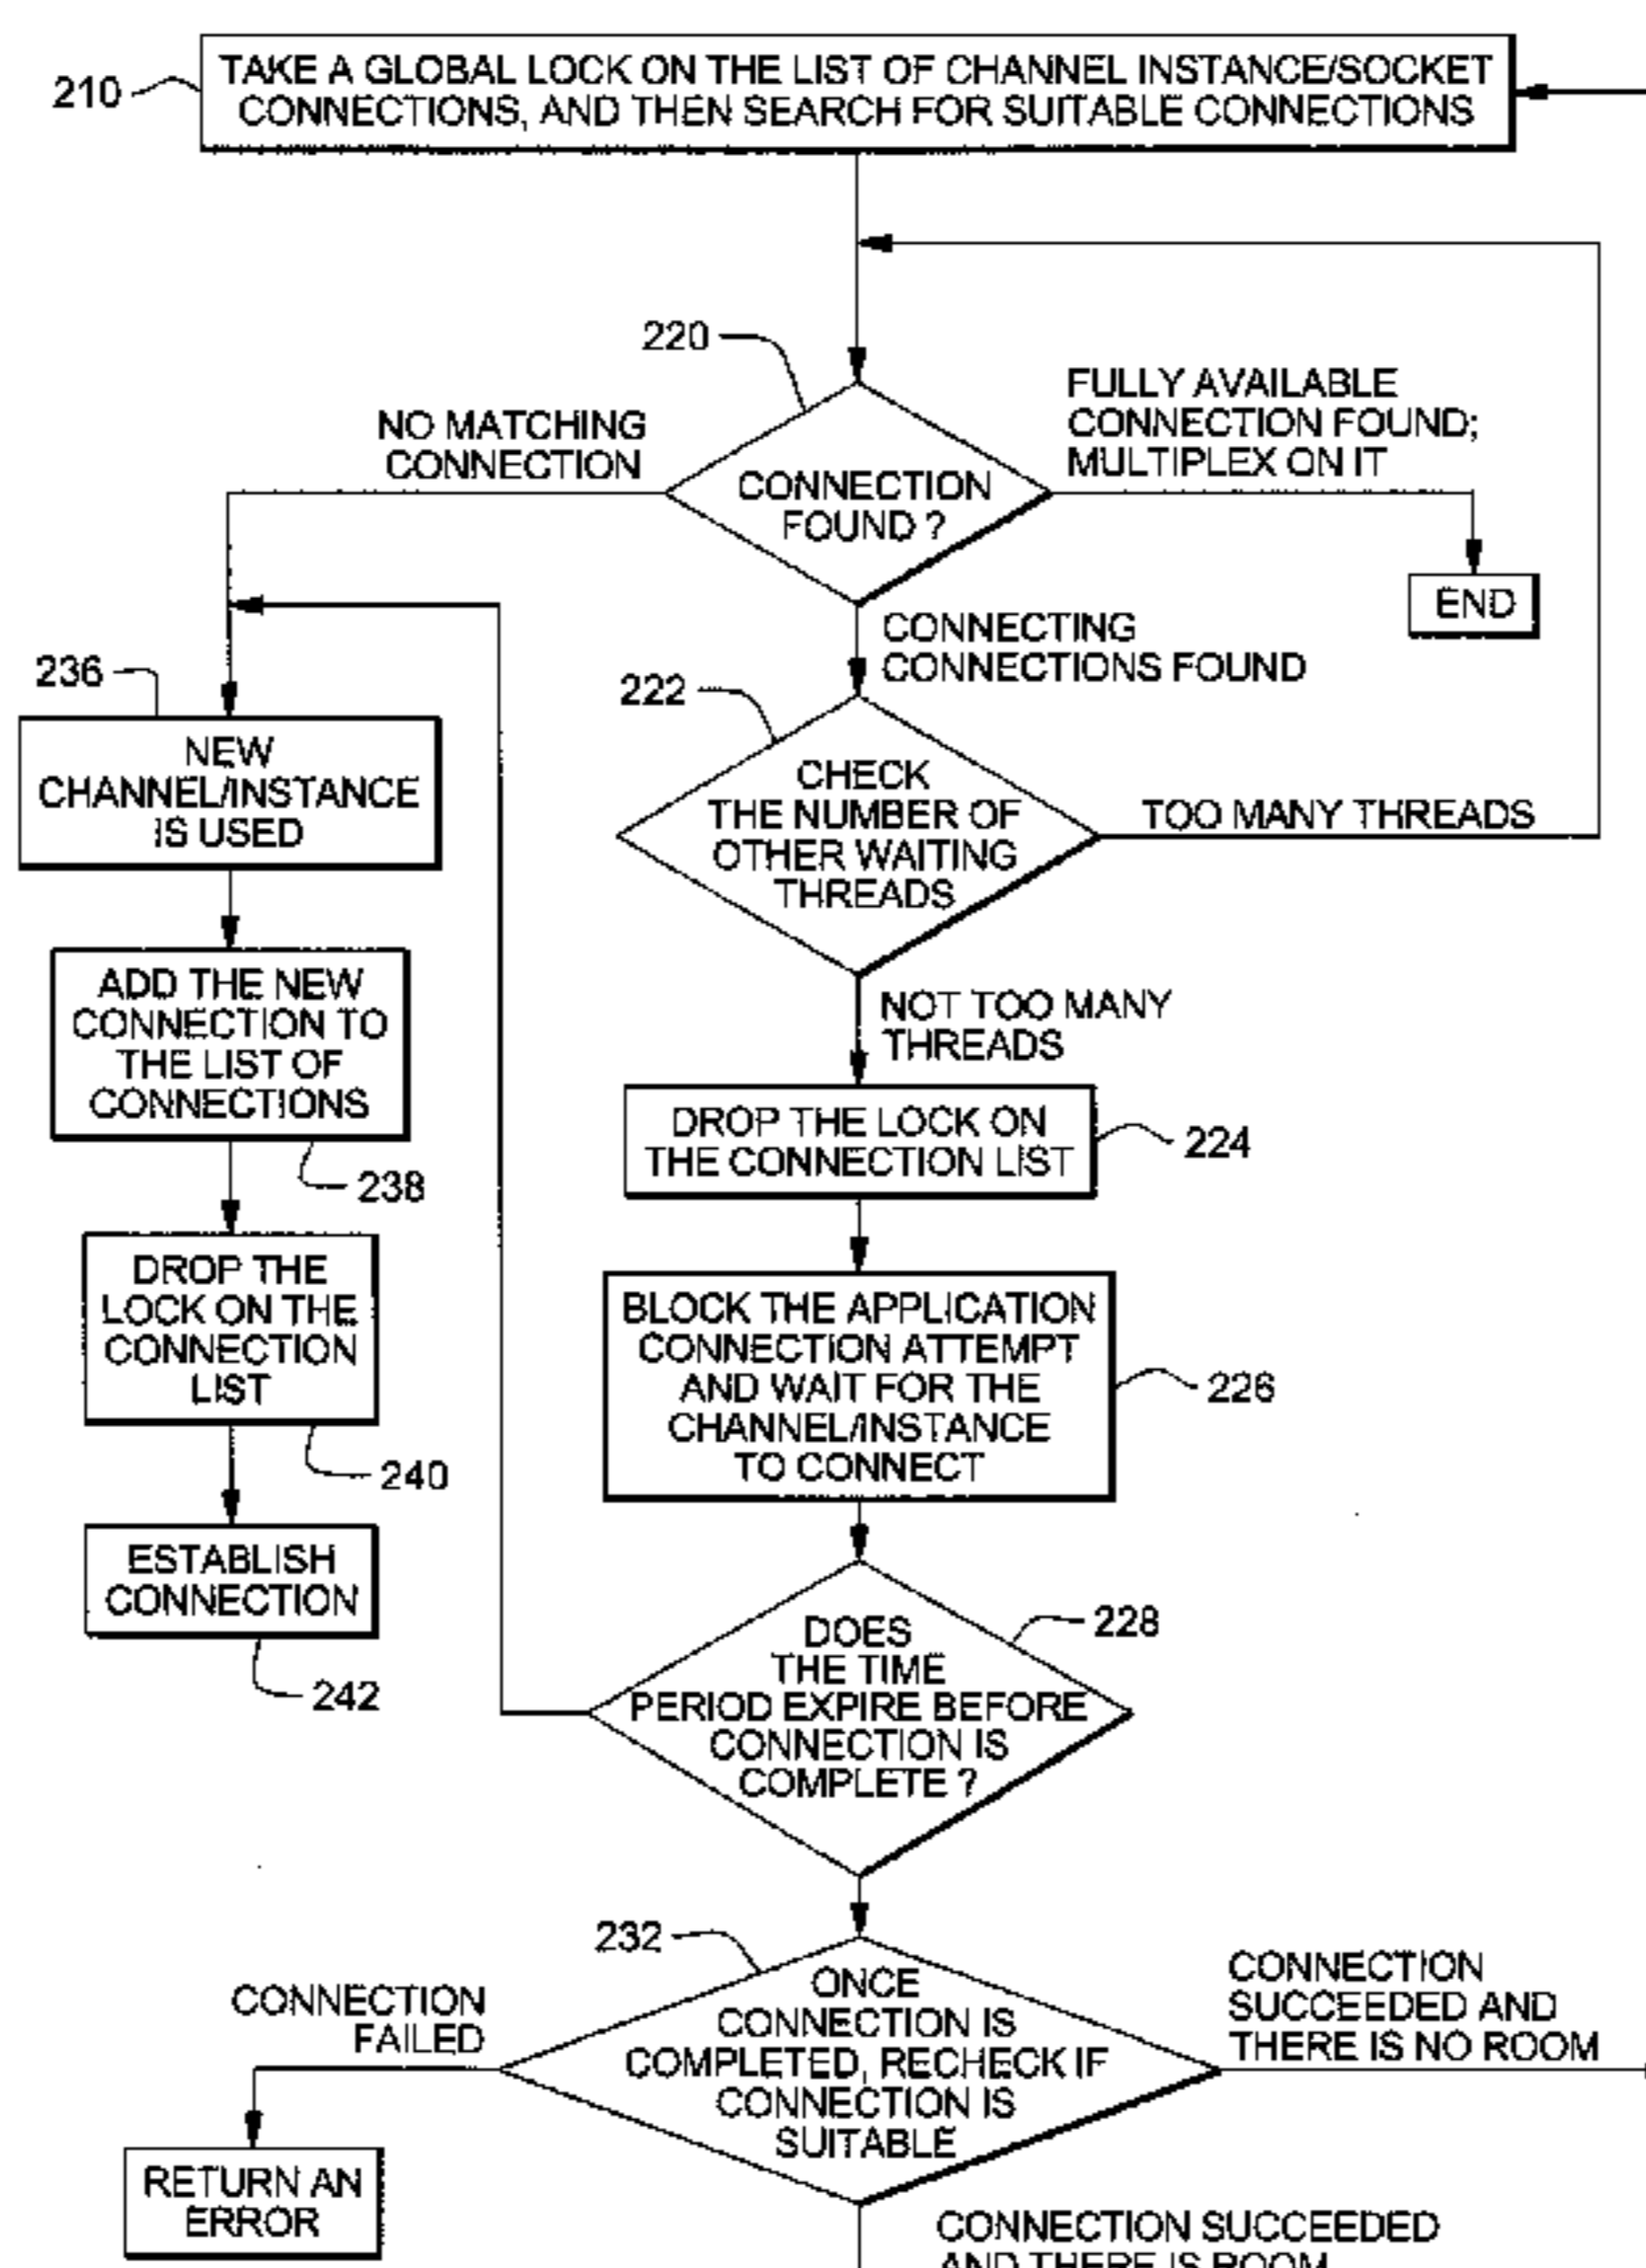 210
TAKE A GLOBAL LOCK ON THE LIST OF CHANNEL INSTANCE/SOCKET
CONNECTIONS, AND THEN SEARCH FOR SUITABLE CONNECTIONS
220
NO MATCHING
CONNECTION
CONNECTION
FOUND ?
FULLY AVAILABLE
CONNECTION FOUND;
MULTIPLEX ON IT
END
CONNECTING
CONNECTIONS FOUND
236
NEW
CHANNEL/INSTANCE
IS USED
222
CHECK
THE NUMBER OF
OTHER WAITING
THREADS
TOO MANY THREADS
ADD THE NEW
CONNECTION TO
THE LIST OF
CONNECTIONS
238
NOT TOO MANY
THREADS
DROP THE LOCK ON
THE CONNECTION LIST
224
DROP THE
LOCK ON THE
CONNECTION
LIST
240
BLOCK THE APPLICATION
CONNECTION ATTEMPT
AND WAIT FOR THE
CHANNEL/INSTANCE
TO CONNECT
226
ESTABLISH
CONNECTION
242
DOES
THE TIME
PERIOD EXPIRE BEFORE
CONNECTION IS
COMPLETE ?
228
232
ONCE
CONNECTION IS
COMPLETED, RECHECK IF
CONNECTION IS
SUITABLE
CONNECTION
FAILED
CONNECTION
SUCCEEDED AND
THERE IS NO ROOM
RETURN AN
ERROR
CONNECTION SUCCEEDED
AND THERE IS ROOM